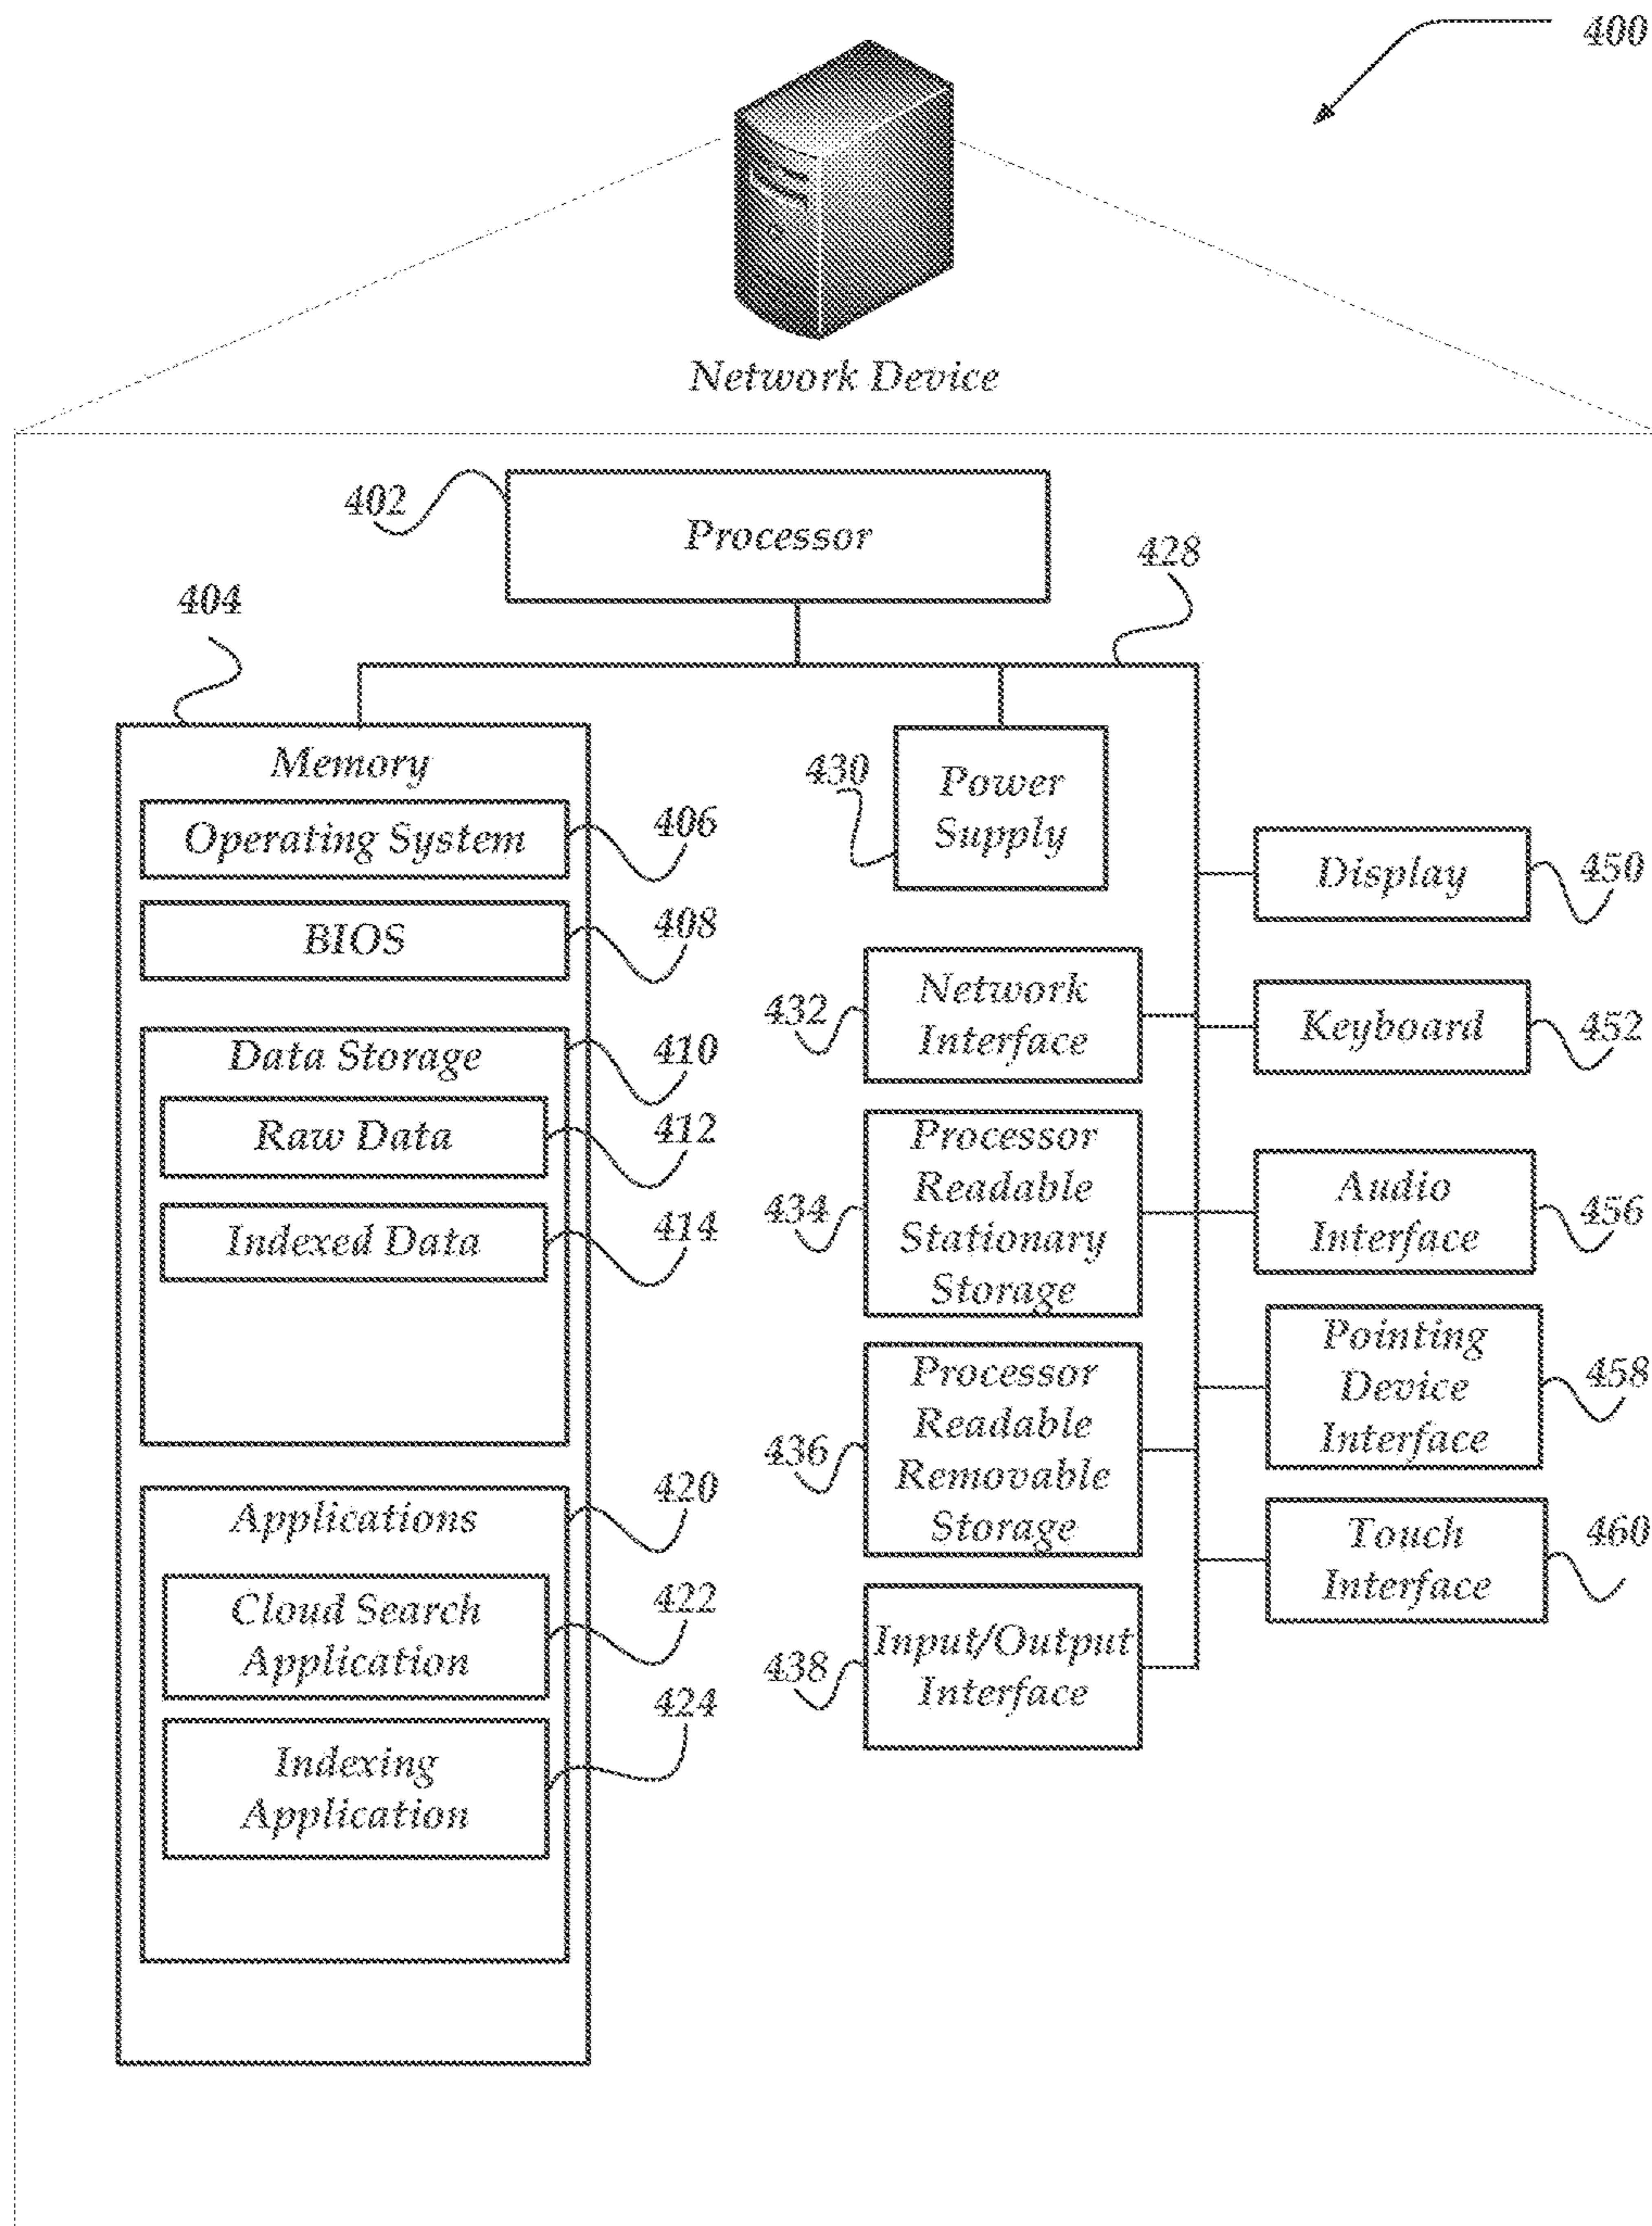 400
Network Device
402
Processor
428
404
Memory
Operating System
406
BIOS
408
Data Storage
410
Raw Data
412
Indexed Data
414
Applications
420
Cloud Search
Application
422
Indexing
Application
424
430
Power
Supply
432
Network
Interface
434
Processor
Readable
Stationary
Storage
436
Processor
Readable
Removable
Storage
438
Input/Output
Interface
Display
450
Keyboard
452
Audio
Interface
456
Pointing
Device
Interface
458
Touch
Interface
460